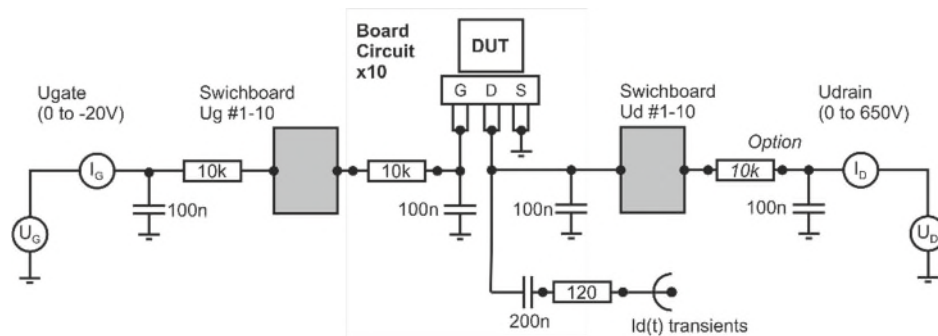 Board
Circuit
x10
DUT
G D S
Ugate
(0 to -20V)
Swichboard
Ug #1-10
Swichboard
Ud #1-10
Udrain
(0 to 650V)
Option
IG
10k
10k
10k
ID
100n
100n
100n
100n
UG
UD
120
200n
Id(t) transients